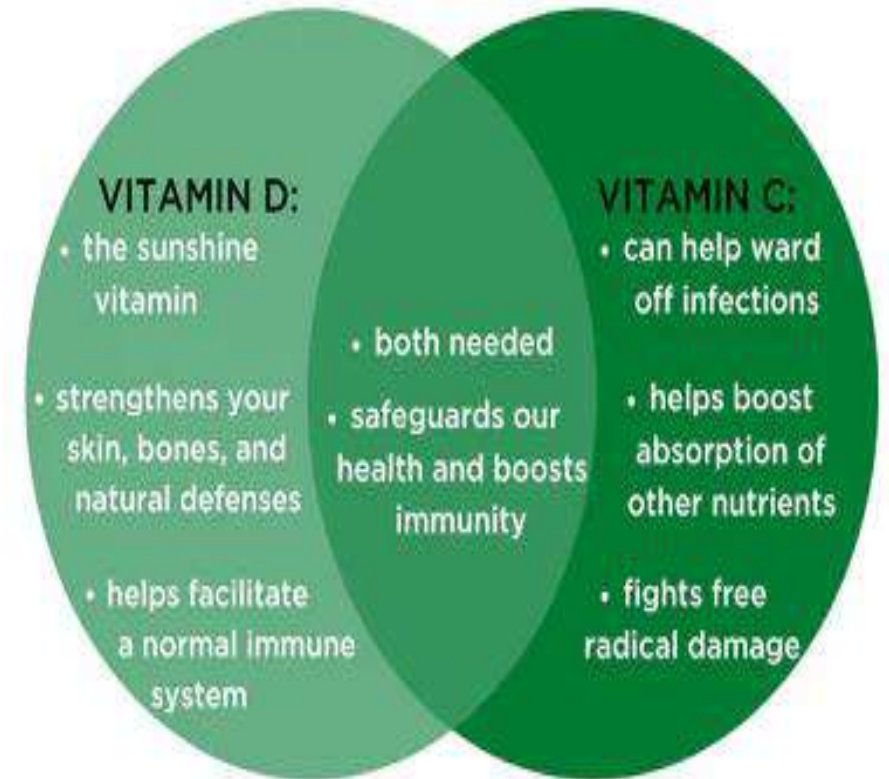 VITAMIN D:
• the sunshine
vitamin
• strengthens your
skin, bones, and
natural defenses
• helps facilitate
a normal immune
system
• both needed
• safeguards our
health and boosts
immunity
VITAMIN C:
• can help ward
off infections
• helps boost
absorption of
other nutrients
• fights free
radical damage